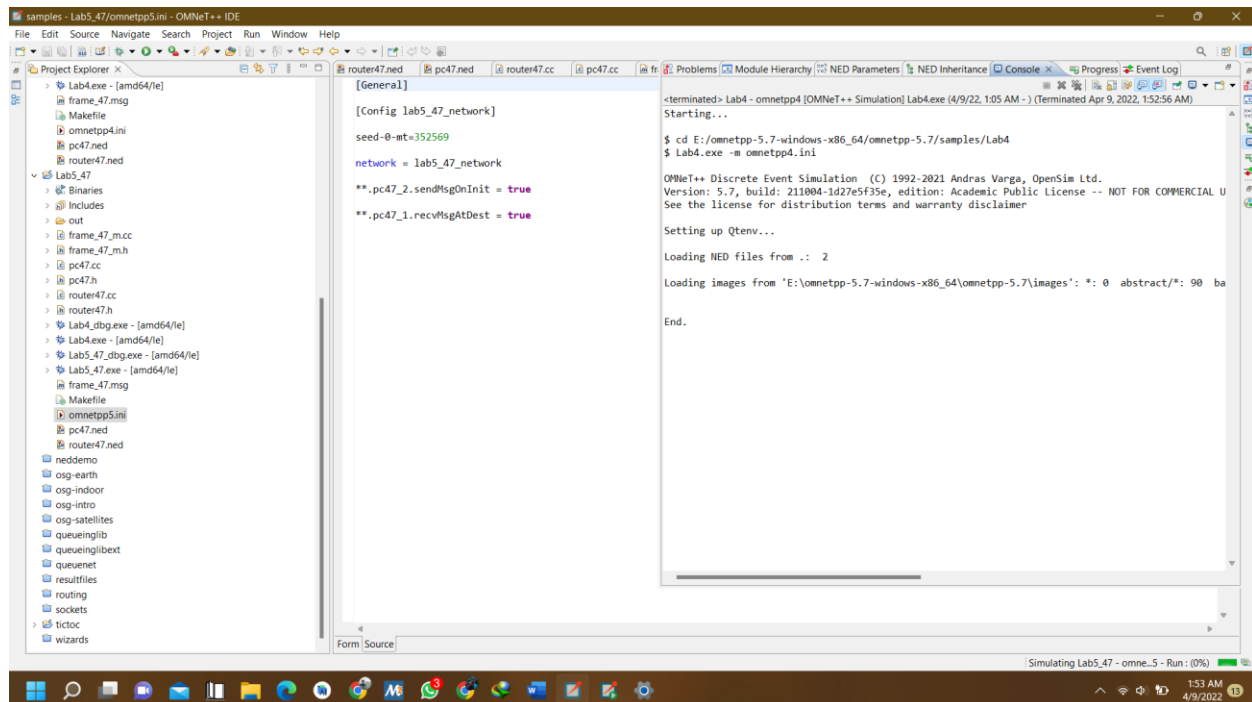 samples - Lab5_47/omnetpp5.ini - OMNeT++ IDE
File Edit Source Navigate Search Project Run Window Help
Project Explorer
Lab4.exe - [amd64/le]
frame_47.msg
Makefile
omnetpp4.ini
pc47.ned
router47.ned
Lab5_47
Binaries
Includes
out
frame_47_m.cc
frame_47_m.h
pc47.cc
pc47.h
router47.cc
router47.h
Lab4_dbg.exe - [amd64/le]
Lab4.exe - [amd64/le]
Lab5_47_dbg.exe - [amd64/le]
Lab5_47.exe - [amd64/le]
frame_47.msg
Makefile
omnetpp5.ini
pc47.ned
router47.ned
neddemo
osg-earth
osg-indoor
osg-intro
osg-satellites
queueinglib
queueinglibext
queuenet
resultfiles
routing
sockets
tictoc
wizards
router47.ned pc47.ned router47.cc pc47.cc fr
[General]
[Config lab5_47_network]
seed-0-mt=352569
network = lab5_47_network
**.pc47_2.sendMsgOnInit = true
**.pc47_1.recvMsgAtDest = true
Form Source
Problems Module Hierarchy NED Parameters NED Inheritance Console Progress Event Log
<terminated> Lab4 - omnetpp4 [OMNeT++ Simulation] Lab4.exe (4/9/22, 1:05 AM - ) (Terminated Apr 9, 2022, 1:52:56 AM)
Starting...
$ cd E:/omnetpp-5.7-windows-x86_64/omnetpp-5.7/samples/Lab4
$ Lab4.exe -m omnetpp4.ini
OMNeT++ Discrete Event Simulation (C) 1992-2021 Andras Varga, OpenSim Ltd.
Version: 5.7, build: 211004-1d27e5f35e, edition: Academic Public License -- NOT FOR COMMERCIAL U
See the license for distribution terms and warranty disclaimer
Setting up Qtenv...
Loading NED files from .: 2
Loading images from 'E:\omnetpp-5.7-windows-x86_64\omnetpp-5.7\images': *: 0 abstract/*: 90 ba
End.
Simulating Lab5_47 - omne...5 - Run : (0%)
3
1:53 AM
4/9/2022
13